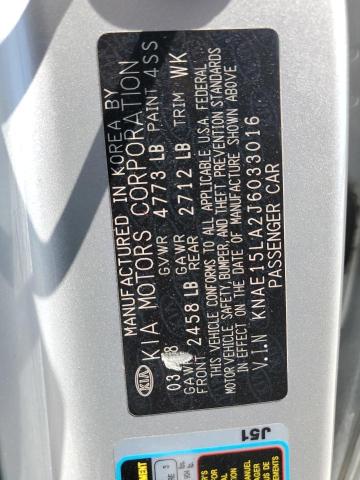 MANUFACTURED IN KOREA BY
KIA KIA MOTORS CORPORATION
GVWR 4773 LB PAINT 4SS
GAWR FRONT 2458 LB GAWR REAR 2712 LB TRIM WK
THIS VEHICLE CONFORMS TO ALL APPLICABLE U.S.A. FEDERAL
MOTOR VEHICLE SAFETY, BUMPER, AND THEFT PREVENTION STANDARDS
IN EFFECT ON THE DATE OF MANUFACTURE SHOWN ABOVE
V.I.N KNAE15LA2J6033016
PASSENGER CAR
J51